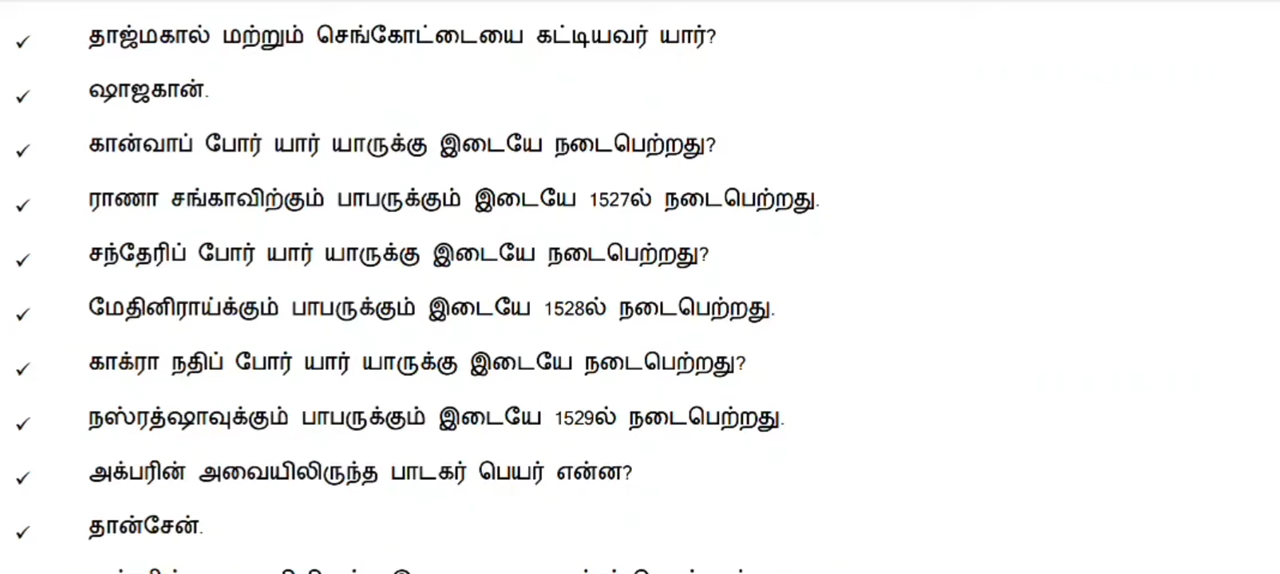 ✓ தாஜ்மகால் மற்றும் செங்கோட்டையை கட்டியவர் யார்?
✓ ஷாஜகான்.
✓ கான்வாப் போர் யார் யாருக்கு இடையே நடைபெற்றது?
✓ ராணா சங்காவிற்கும் பாபருக்கும் இடையே 1527ல் நடைபெற்றது.
✓ சந்தேரிப் போர் யார் யாருக்கு இடையே நடைபெற்றது?
✓ மேதினிராய்க்கும் பாபருக்கும் இடையே 1528ல் நடைபெற்றது.
✓ காக்ரா நதிப் போர் யார் யாருக்கு இடையே நடைபெற்றது?
✓ நஸ்ரத்ஷாவுக்கும் பாபருக்கும் இடையே 1529ல் நடைபெற்றது.
✓ அக்பரின் அவையிலிருந்த பாடகர் பெயர் என்ன?
✓ தான்சேன்.